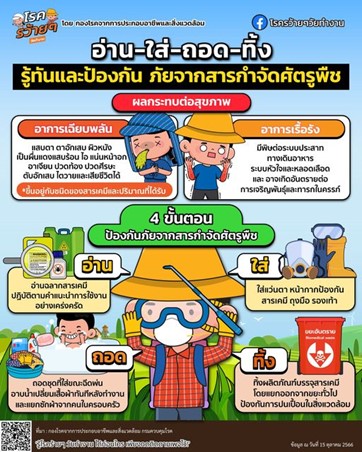 โรคร้ายๆ
โดย กองโรคจากการประกอบอาชีพและสิ่งแวดล้อม
โรคร้ายๆวัยทำงาน
อ่าน-ใส่-ถอด-ทิ้ง
รู้ทันและป้องกัน ภัยจากสารกำจัดศัตรูพืช
ผลกระทบต่อสุขภาพ
อาการเฉียบพลัน
แสบตา ตาอักเสบ ผิวหนัง
เป็นผื่นแดงแสบร้อน ไอ แน่นหน้าอก
อาเจียน ปวดท้อง ปวดศีรษะ
ตับอักเสบ ไตวายและเสียชีวิตได้
*ขึ้นอยู่กับชนิดของสารเคมีและปริมาณที่ได้รับ
อาการเรื้อรัง
มีพิษต่อระบบประสาท
ทางเดินอาหาร
ระบบหัวใจและหลอดเลือด
และ อาจเกิดอันตรายต่อ
การเจริญพันธุ์และทารกในครรภ์
4 ขั้นตอน
ป้องกันภัยจากสารกำจัดศัตรูพืช
อ่าน
อ่านฉลากสารเคมี
ปฏิบัติตามคำแนะนำการใช้งาน
อย่างเคร่งครัด
ใส่
ใส่แว่นตา หน้ากากป้องกัน
สารเคมี ถุงมือ รองเท้า
ขยะอันตราย
ถอด
ถอดชุดที่ใส่ขณะฉีดพ่น
อาบน้ำเปลี่ยนเสื้อผ้าทันทีหลังทำงาน
และแยกซักผ้าจากคนในครอบครัว
ทิ้ง
ทิ้งผลิตภัณฑ์บรรจุสารเคมี
โดยแยกออกจากขยะทั่วไป
ป้องกันการปนเปื้อนในสิ่งแวดล้อม
ที่มา : กองโรคจากการประกอบอาชีพและสิ่งแวดล้อม กรมควบคุมโรค
ข้อมูล ณ วันที่ 15 ตุลาคม 2566